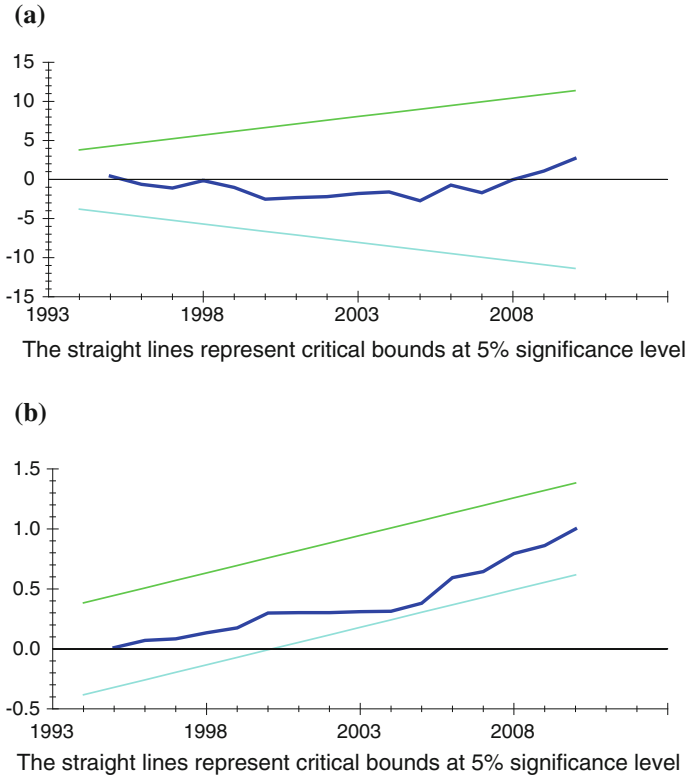 (a)
15
10
5
0
-5
-10
-15
1993 1998 2003 2008
The straight lines represent critical bounds at 5% significance level
(b)
1.5
1.0
0.5
0.0
-0.5
1993 1998 2003 2008
The straight lines represent critical bounds at 5% significance level